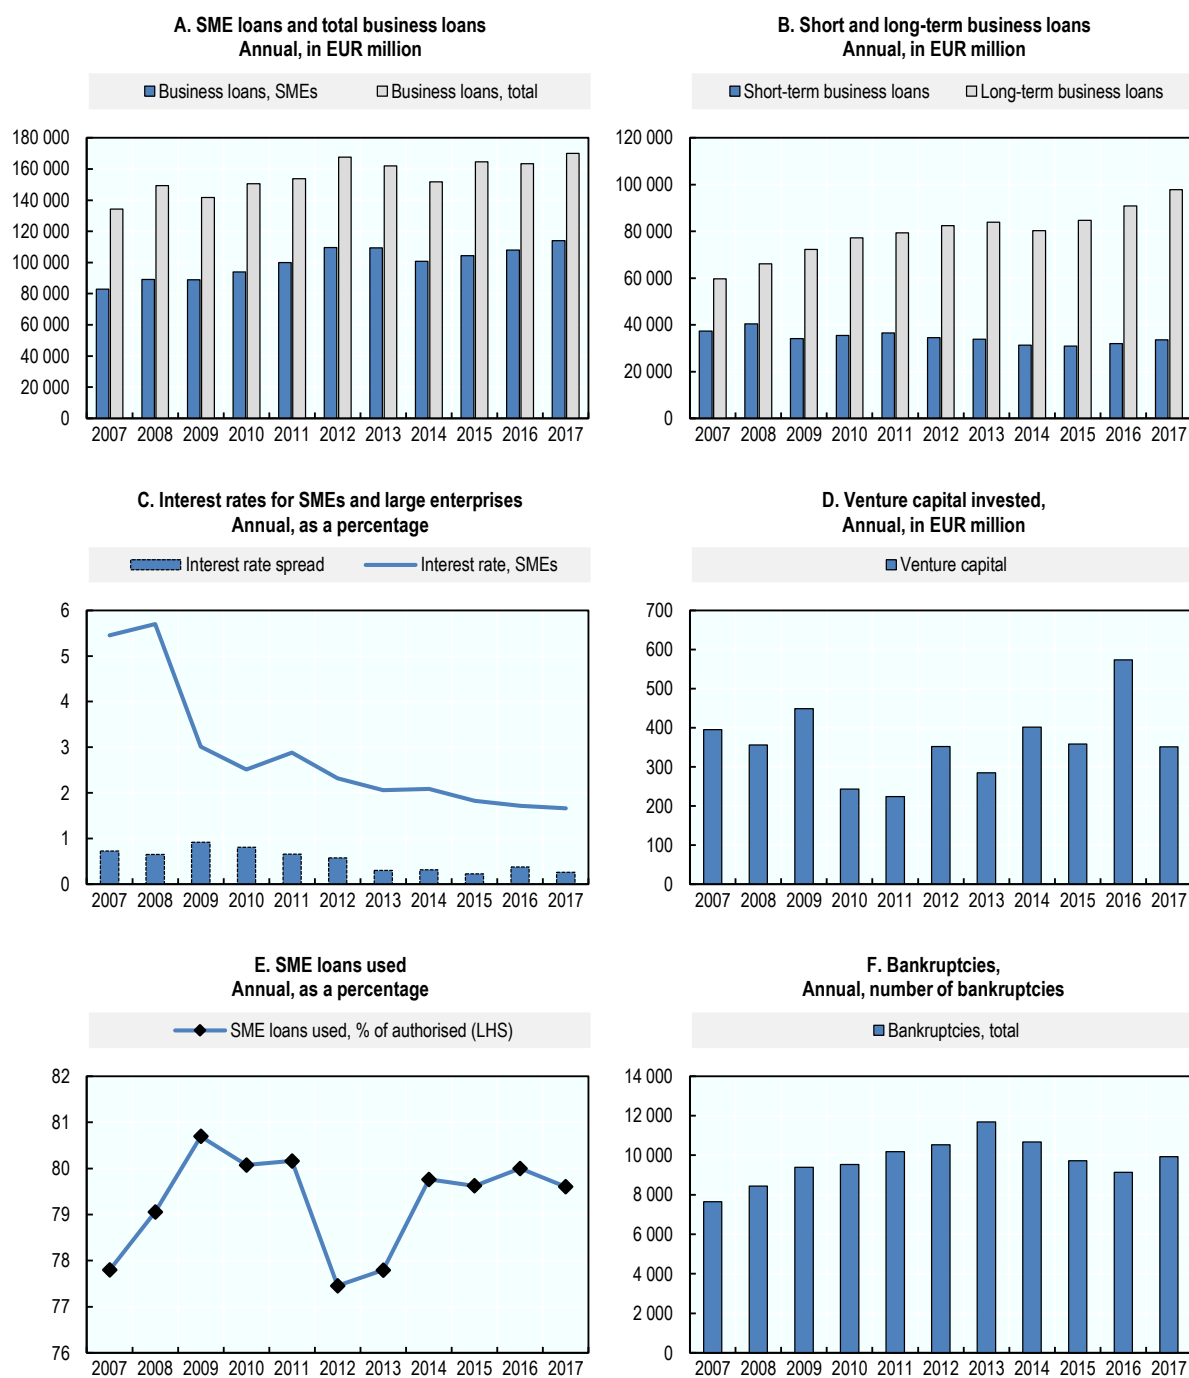 A. SME loans and total business loans
Annual, in EUR million
Business loans, SMEs Business loans, total
180 000
160 000
140 000
120 000
100 000
80 000
60 000
40 000
20 000
0
2007 2008 2009 2010 2011 2012 2013 2014 2015 2016 2017
B. Short and long-term business loans
Annual, in EUR million
Short-term business loans Long-term business loans
120 000
100 000
80 000
60 000
40 000
20 000
0
2007 2008 2009 2010 2011 2012 2013 2014 2015 2016 2017
C. Interest rates for SMEs and large enterprises
Annual, as a percentage
Interest rate spread Interest rate, SMEs
6
5
4
3
2
1
0
2007 2008 2009 2010 2011 2012 2013 2014 2015 2016 2017
D. Venture capital invested,
Annual, in EUR million
Venture capital
700
600
500
400
300
200
100
0
2007 2008 2009 2010 2011 2012 2013 2014 2015 2016 2017
E. SME loans used
Annual, as a percentage
SME loans used, % of authorised (LHS)
82
81
80
79
78
77
76
2007 2008 2009 2010 2011 2012 2013 2014 2015 2016 2017
F. Bankruptcies,
Annual, number of bankruptcies
Bankruptcies, total
14 000
12 000
10 000
8 000
6 000
4 000
2 000
0
2007 2008 2009 2010 2011 2012 2013 2014 2015 2016 2017